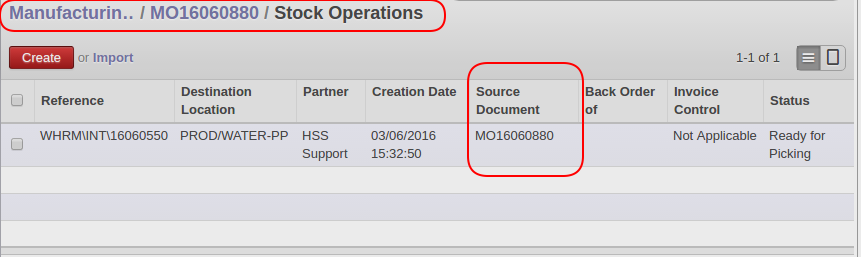 Manufacturin.. / MO16060880 / Stock Operations
Create or Import 1-1 of 1
Reference Destination Location Partner Creation Date Source Document Back Order of Invoice Control Status
WHRM\INT\16060550 PROD/WATER-PP HSS Support 03/06/2016 15:32:50 MO16060880 Not Applicable Ready for Picking